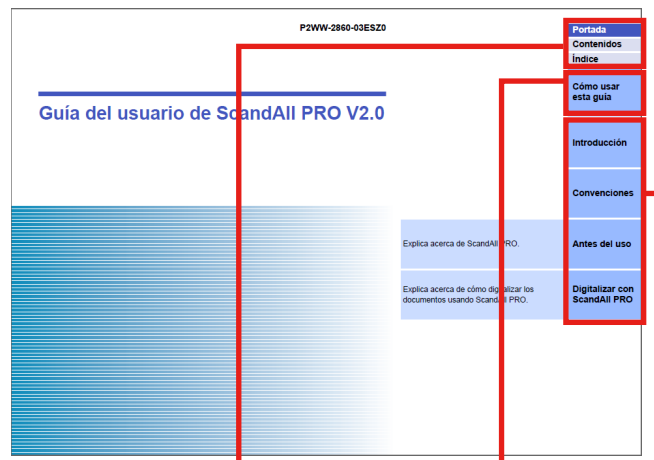 P2WW-2860-03ESZ0
Portada
Contenidos
Índice
Cómo usar
esta guía
Guía del usuario de ScandAll PRO V2.0
Introducción
Convenciones
Explica acerca de ScandAll PRO.
Antes del uso
Explica acerca de cómo digitalizar los
documentos usando ScandAll PRO.
Digitalizar con
ScandAll PRO